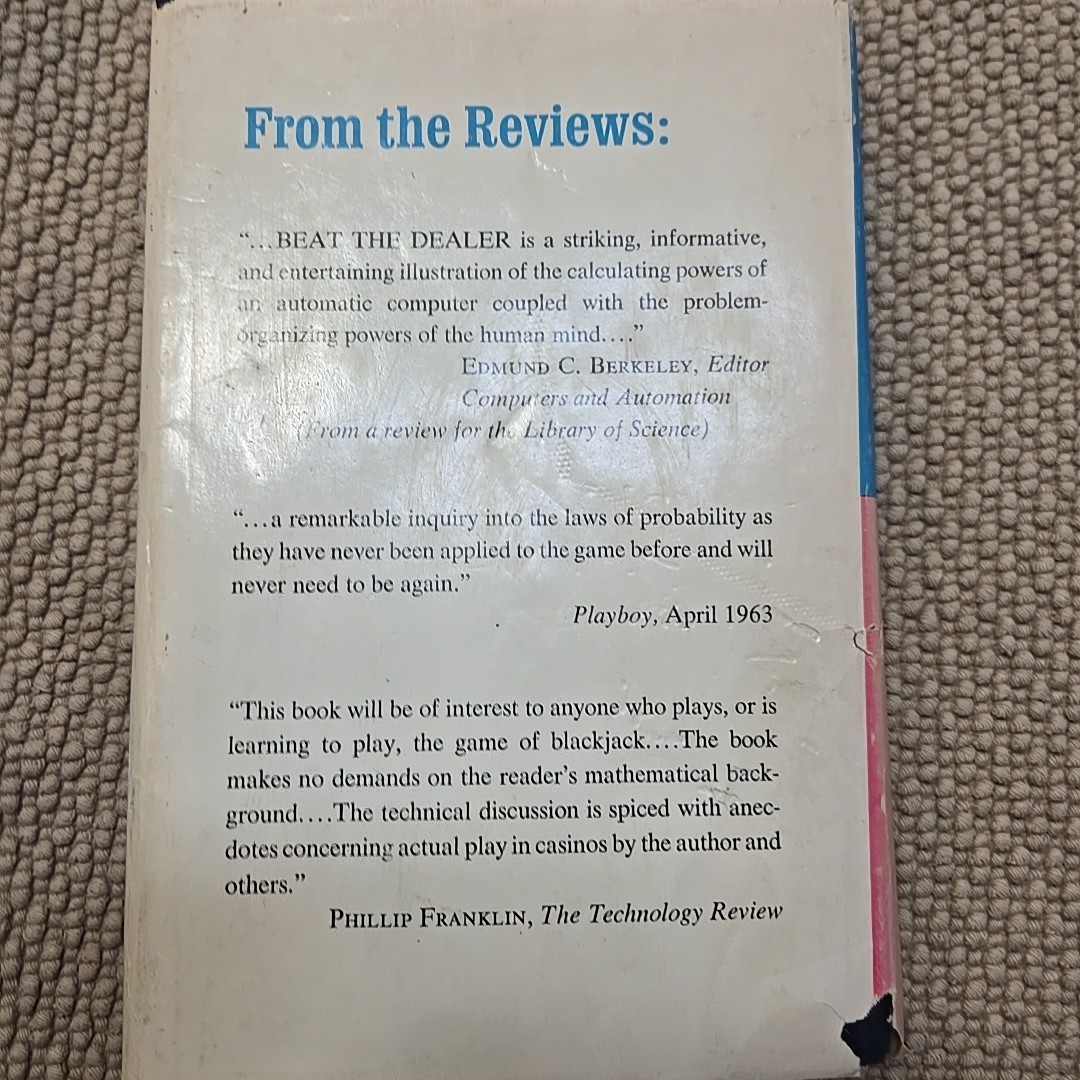 From the Reviews:
“...BEAT THE DEALER is a striking, informative,
and entertaining illustration of the calculating powers of
an automatic computer coupled with the problem-
organizing powers of the human mind....”
EDMUND C. BERKELEY, Editor
Computers and Automation
(From a review for the Library of Science)
“...a remarkable inquiry into the laws of probability as
they have never been applied to the game before and will
never need to be again.”
Playboy, April 1963
“This book will be of interest to anyone who plays, or is
learning to play, the game of blackjack....The book
makes no demands on the reader’s mathematical back-
ground....The technical discussion is spiced with anec-
dotes concerning actual play in casinos by the author and
others.”
PHILLIP FRANKLIN, The Technology Review